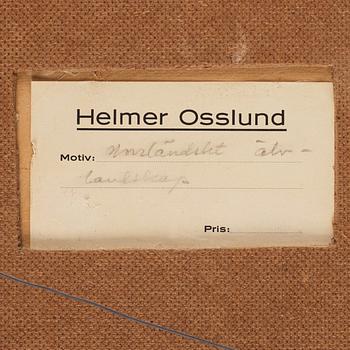 Helmer Osslund
Motiv: Norrländskt älv-
landskap
Pris: